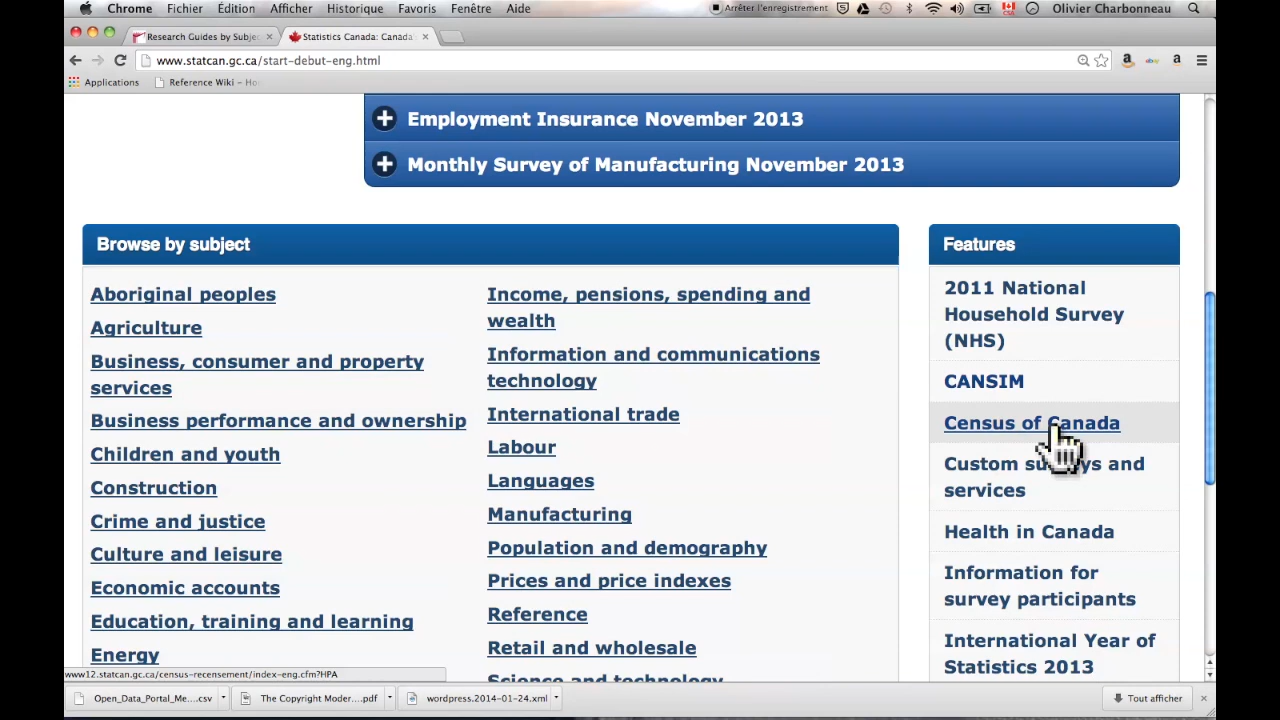 Chrome Fichier Édition Afficher Historique Favoris Fenêtre Aide Arrêter l'enregistrement Olivier Charbonneau
Research Guides by Subje Statistics Canada: Canada'
www.statcan.gc.ca/start-debut-eng.html
Applications Reference Wiki – Ho
Employment Insurance November 2013
Monthly Survey of Manufacturing November 2013
Browse by subject
Aboriginal peoples
Agriculture
Business, consumer and property
services
Business performance and ownership
Children and youth
Construction
Crime and justice
Culture and leisure
Economic accounts
Education, training and learning
Energy
Income, pensions, spending and
wealth
Information and communications
technology
International trade
Labour
Languages
Manufacturing
Population and demography
Prices and price indexes
Reference
Retail and wholesale
Science and technology
Features
2011 National
Household Survey
(NHS)
CANSIM
Census of Canada
Custom surveys and
services
Health in Canada
Information for
survey participants
International Year of
Statistics 2013
www12.statcan.gc.ca/census-recensement/index-eng.cfm?HPA
Open_Data_Portal_Me....csv The Copyright Moder....pdf wordpress.2014-01-24.xml Tout afficher